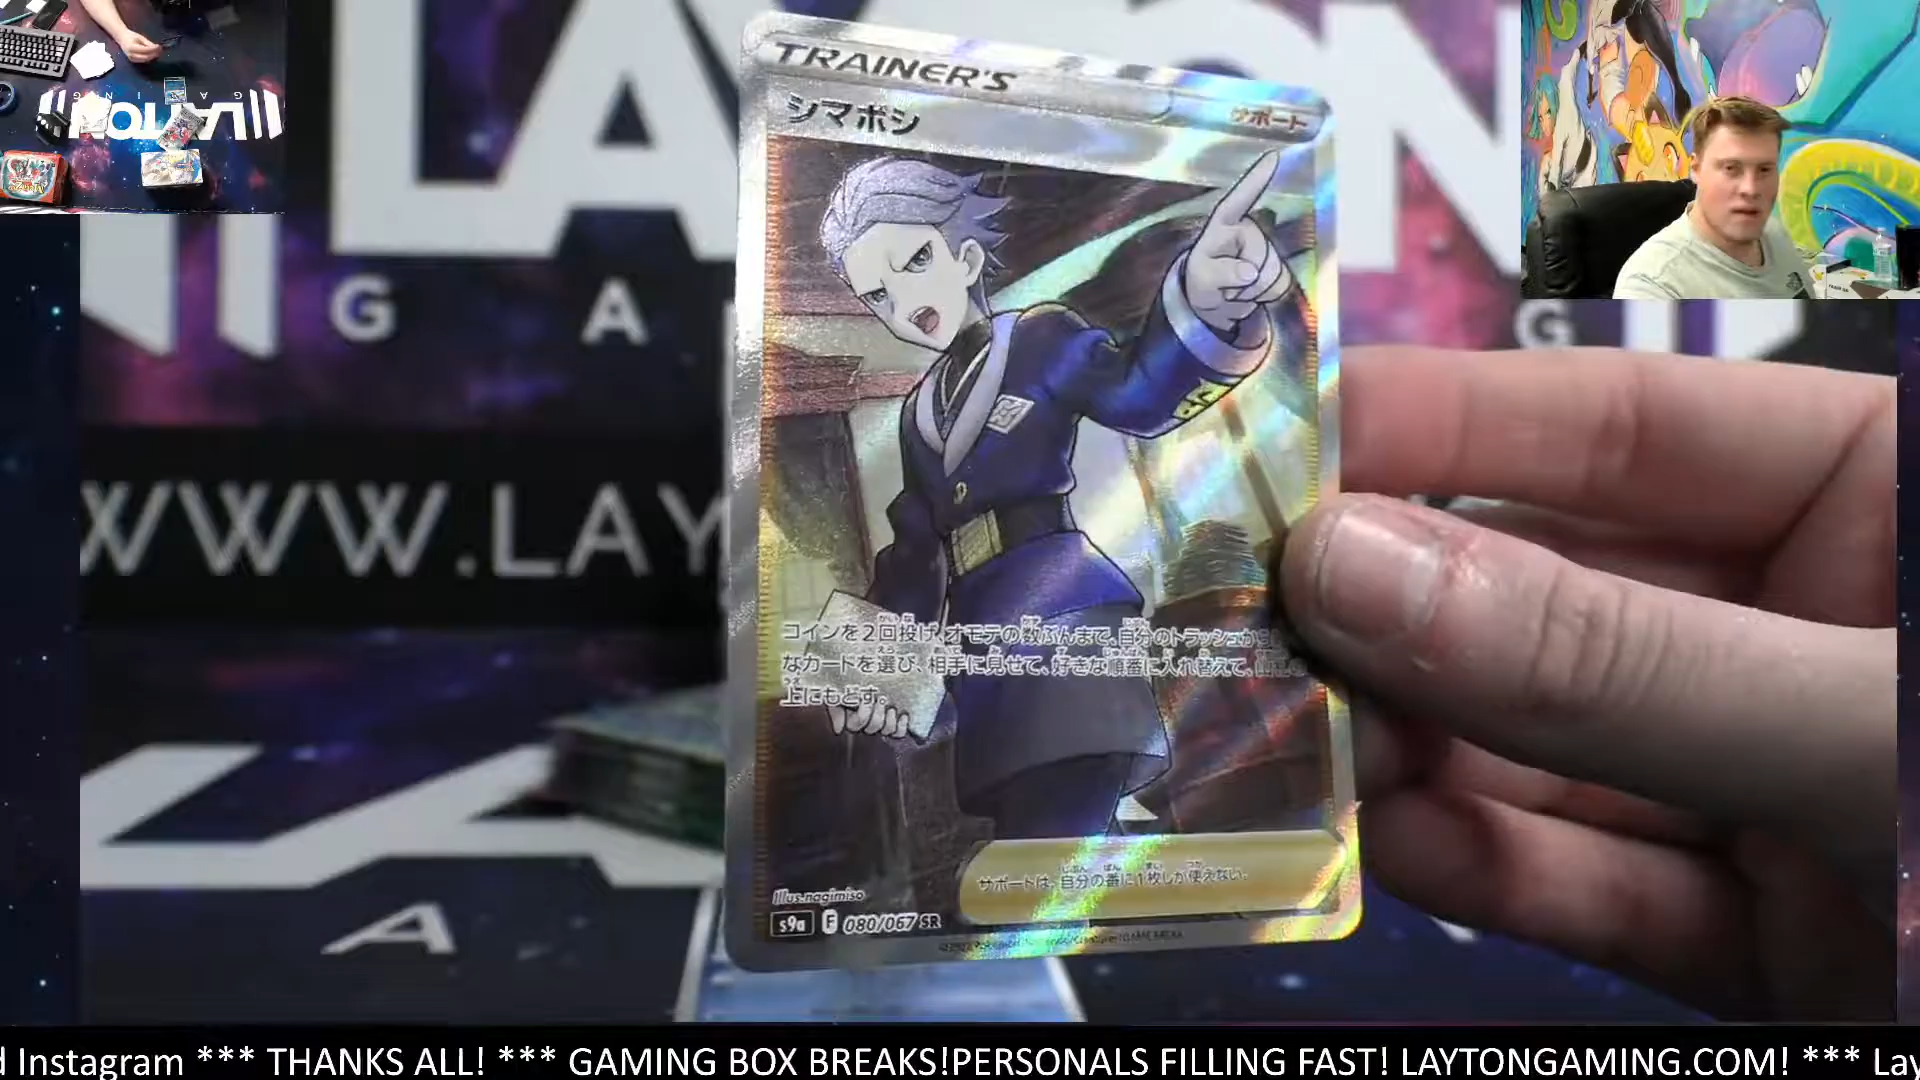 TRAINER'S
サポート
シマボシ
コインを2回投げ、オモテの数ぶんまで、自分のトラッシュから
なカードを選び、相手に見せて、好きな順番に入れ替えて、
上にもどす。
サポートは、自分の番に1枚しか使えない。
Illus. nagimiso
s9a F 080/067 SR
G A
G
WWW.LAY
A
d Instagram *** THANKS ALL! *** GAMING BOX BREAKS!PERSONALS FILLING FAST! LAYTONGAMING.COM! *** Lay